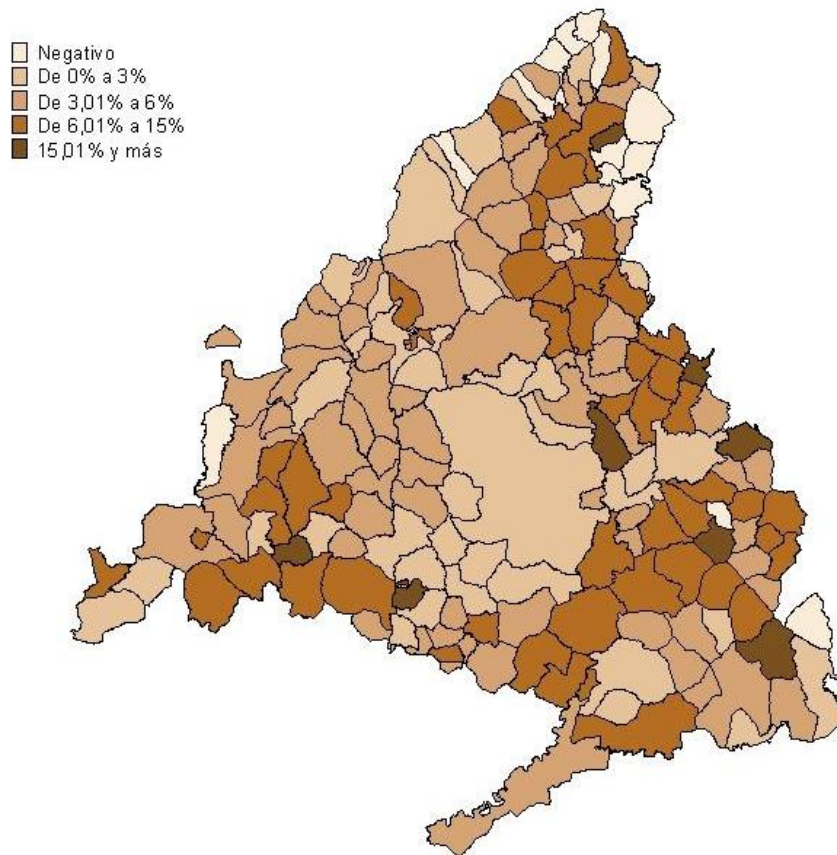 Negativo
De 0% a 3%
De 3,01% a 6%
De 6,01% a 15%
15,01% y más